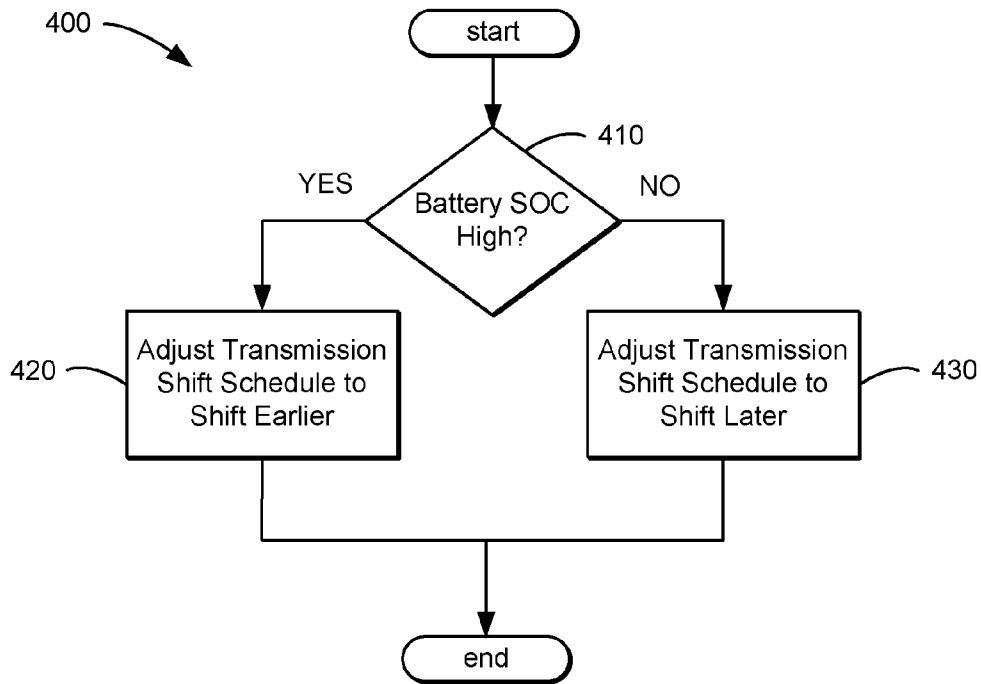 400
start
410
YES
NO
Battery SOC
High?
420
Adjust Transmission
Shift Schedule to
Shift Earlier
Adjust Transmission
Shift Schedule to
Shift Later
430
end